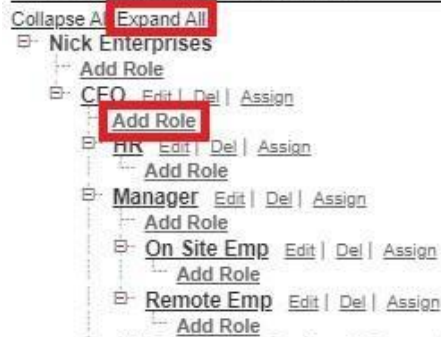 Collapse Al Expand All
Nick Enterprises
Add Role
CEO Edit | Del | Assign
Add Role
HR Edit | Del | Assign
Add Role
Manager Edit | Del | Assign
Add Role
On Site Emp Edit | Del | Assign
Add Role
Remote Emp Edit | Del | Assign
Add Role